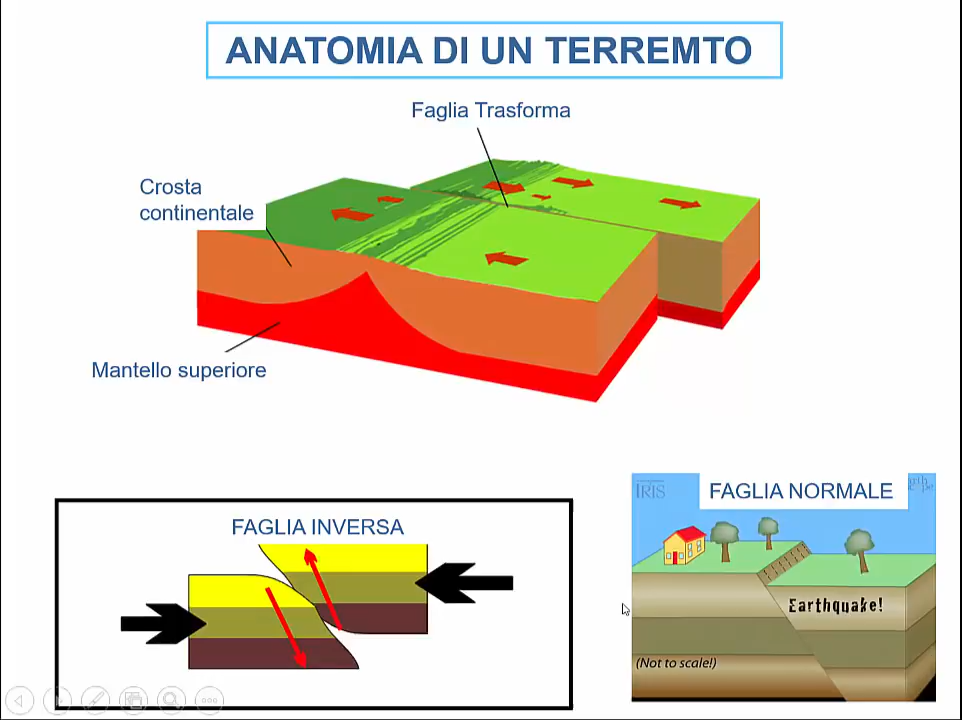 ANATOMIA DI UN TERREMTO
Faglia Trasforma
Crosta
continentale
Mantello superiore
FAGLIA INVERSA
IRIS
FAGLIA NORMALE
Earthquake!
(Not to scale!)